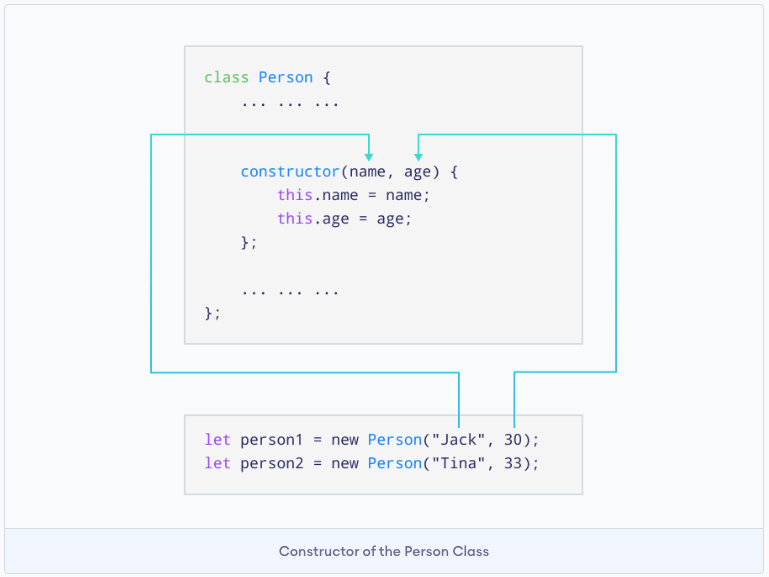 class Person {
... ... ...
constructor(name, age) {
this.name = name;
this.age = age;
};
... ... ...
};
let person1 = new Person("Jack", 30);
let person2 = new Person("Tina", 33);
Constructor of the Person Class